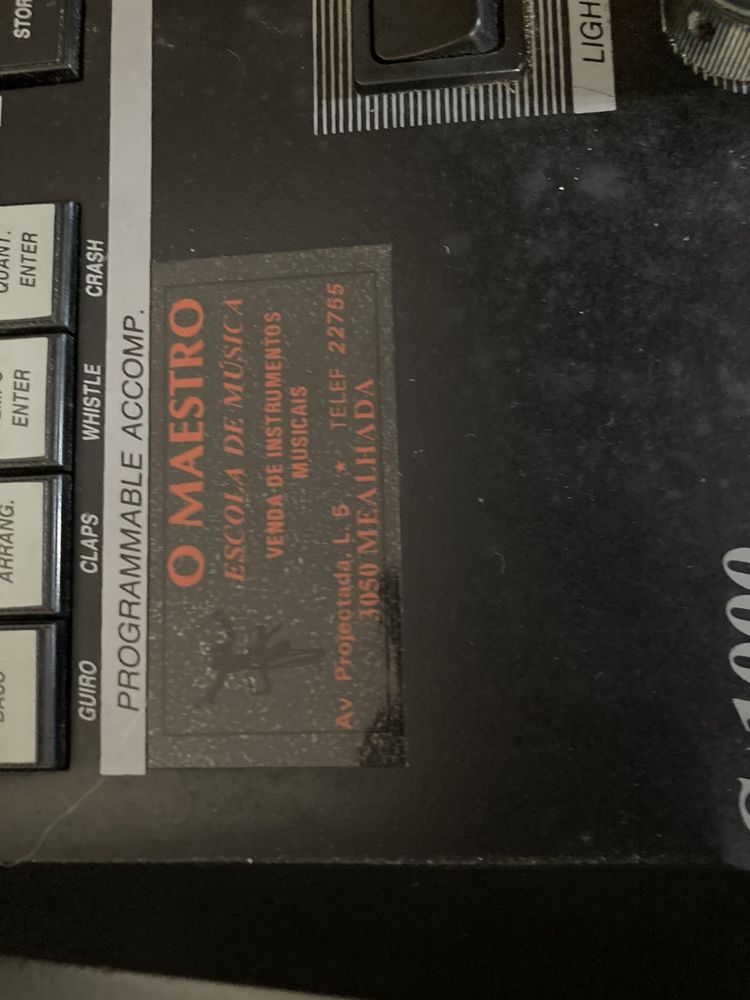 STOR
LIGH
QUANT.
ENTER
ENTER
ARRANG.
CRASH
WHISTLE
CLAPS
GUIRO
PROGRAMMABLE ACCOMP.
O MAESTRO
ESCOLA DE MÚSICA
VENDA DE INSTRUMENTOS
MUSICAIS
Av. Projectada, L. 5 ★ TELEF 22755
3050 MEALHADA
1000